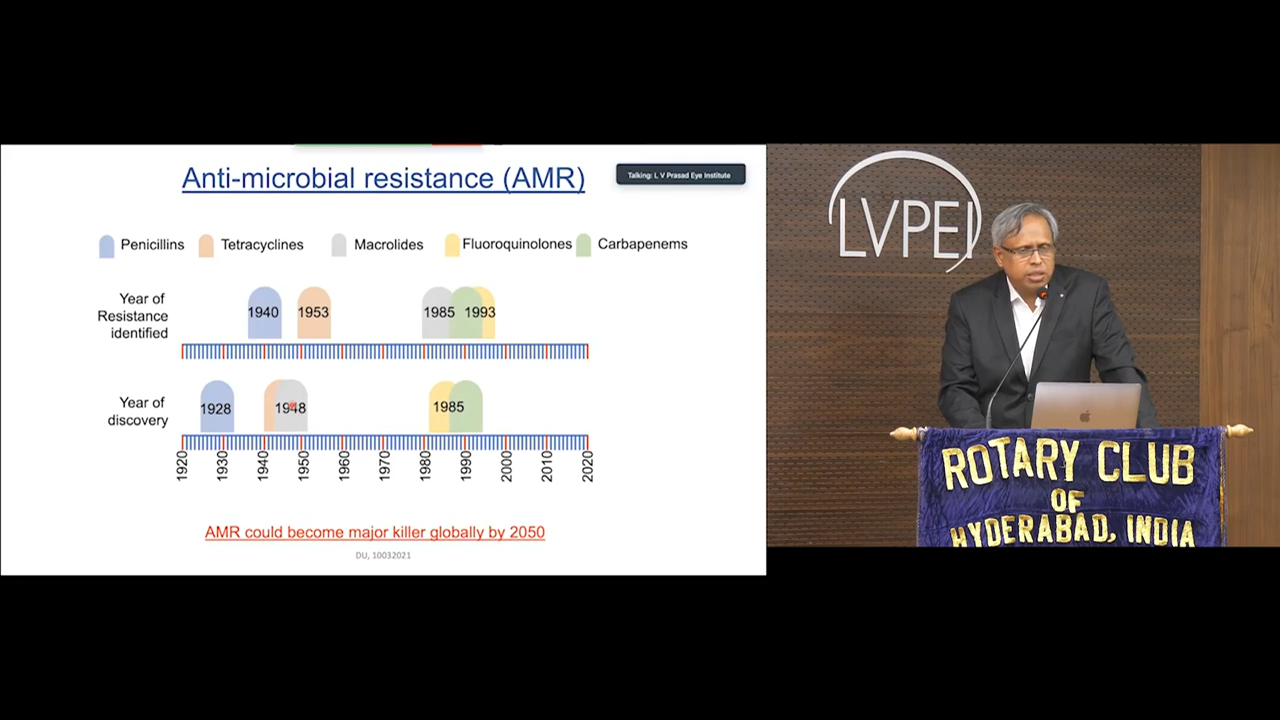 Anti-microbial resistance (AMR)
Talking: L V Prasad Eye Institute
Penicillins Tetracyclines Macrolides Fluoroquinolones Carbapenems
Year of
Resistance
identified
1940 1953 1985 1993
Year of
discovery
1928 1948 1985
1920 1930 1940 1950 1960 1970 1980 1990 2000 2010 2020
AMR could become major killer globally by 2050
DU, 10032021
LVPEI
ROTARY CLUB
OF
HYDERABAD, INDIA